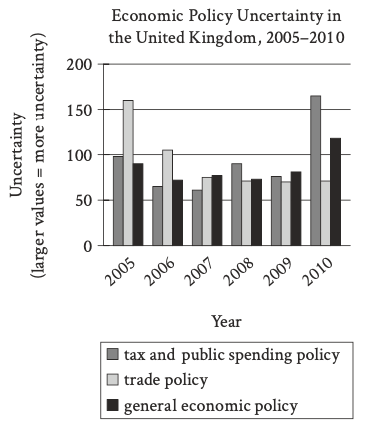 Economic Policy Uncertainty in
the United Kingdom, 2005–2010
Uncertainty
(larger values = more uncertainty)
200
150
100
50
0
2005
2006
2007
2008
2009
2010
Year
tax and public spending policy
trade policy
general economic policy